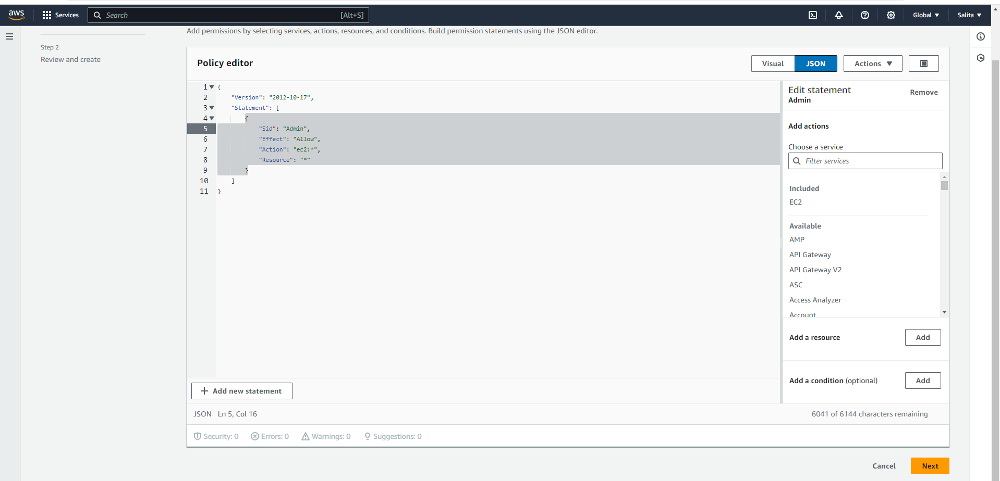 aws
Services
Search
[Alt+S]
Global
Salita
Add permissions by selecting services, actions, resources, and conditions. Build permission statements using the JSON editor.
Step 2
Review and create
Policy editor
Visual
JSON
Actions
1 {
2 "Version": "2012-10-17",
3 "Statement": [
4 {
5 "Sid": "Admin",
6 "Effect": "Allow",
7 "Action": "ec2:*",
8 "Resource": "*"
9 }
10 ]
11 }
Edit statement
Remove
Admin
Add actions
Choose a service
Filter services
Included
EC2
Available
AMP
API Gateway
API Gateway V2
ASC
Access Analyzer
Account
Add a resource
Add
Add a condition (optional)
Add
Add new statement
JSON Ln 5, Col 16
6041 of 6144 characters remaining
Security: 0
Errors: 0
Warnings: 0
Suggestions: 0
Cancel
Next